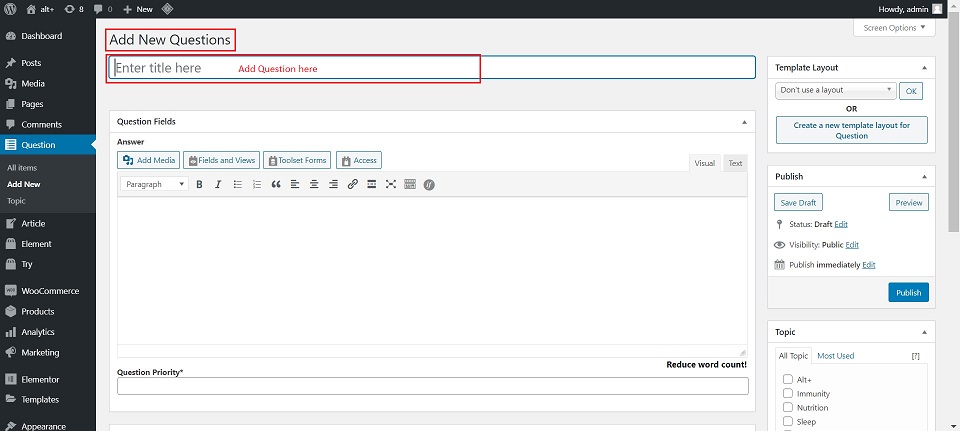 alt+ 8 0 New Howdy, admin
Screen Options
Dashboard
Posts
Media
Pages
Comments
Question
All items
Add New
Topic
Article
Element
Try
WooCommerce
Products
Analytics
Marketing
Elementor
Templates
Appearance
Add New Questions
Enter title here Add Question here
Question Fields
Answer
Add Media Fields and Views Toolset Forms Access
Visual Text
Paragraph B I
Reduce word count!
Question Priority*
Template Layout
Don't use a layout OK
OR
Create a new template layout for
Question
Publish
Save Draft Preview
Status: Draft Edit
Visibility: Public Edit
Publish immediately Edit
Publish
Topic
All Topic Most Used [?]
Alt+
Immunity
Nutrition
Sleep